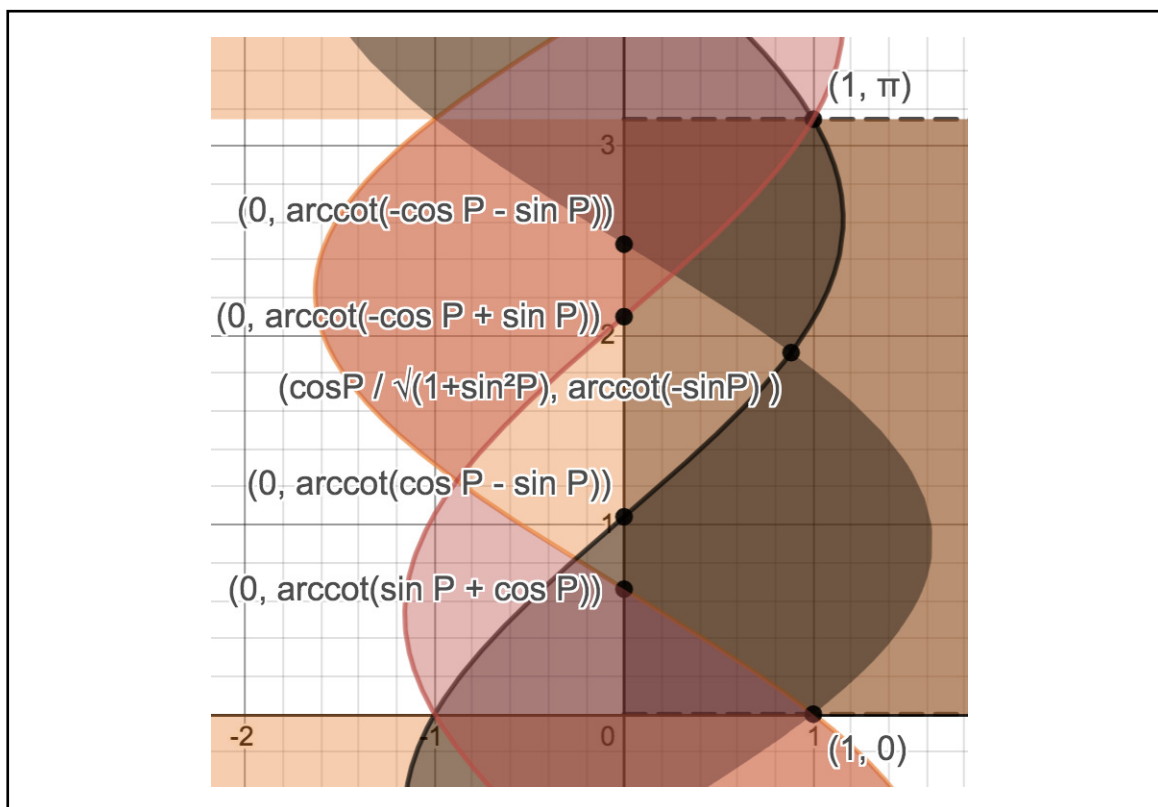 (1, π)
3
(0, arccot(-cos P - sin P))
(0, arccot(-cos P + sin P))
2
(cosP / √(1+sin²P), arccot(-sinP) )
(0, arccot(cos P - sin P))
1
(0, arccot(sin P + cos P))
-2
-1
0
1
(1, 0)